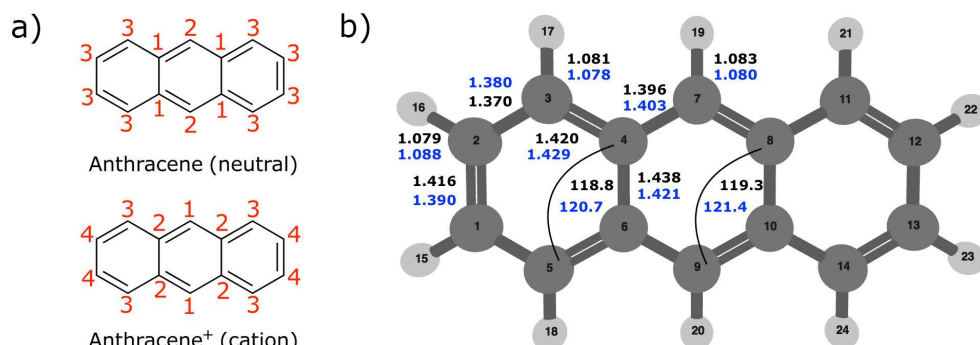 a)
3 1 2 1 3
3 3
3 3
3 1 2 1 3
Anthracene (neutral)
3 2 1 2 3
4 4
4 4
3 2 1 2 3
Anthracene+ (cation)
b)
17 19 21
1.081 1.083
1.380 1.078 1.396 1.080
1.370 3 1.403 7 11
16 22
1.079 2 1.420 4 8 12
1.088 1.429
1.416 118.8 1.438 119.3
1.390 120.7 1.421 121.4
1 6 10 13
15 5 9 14 23
18 20 24